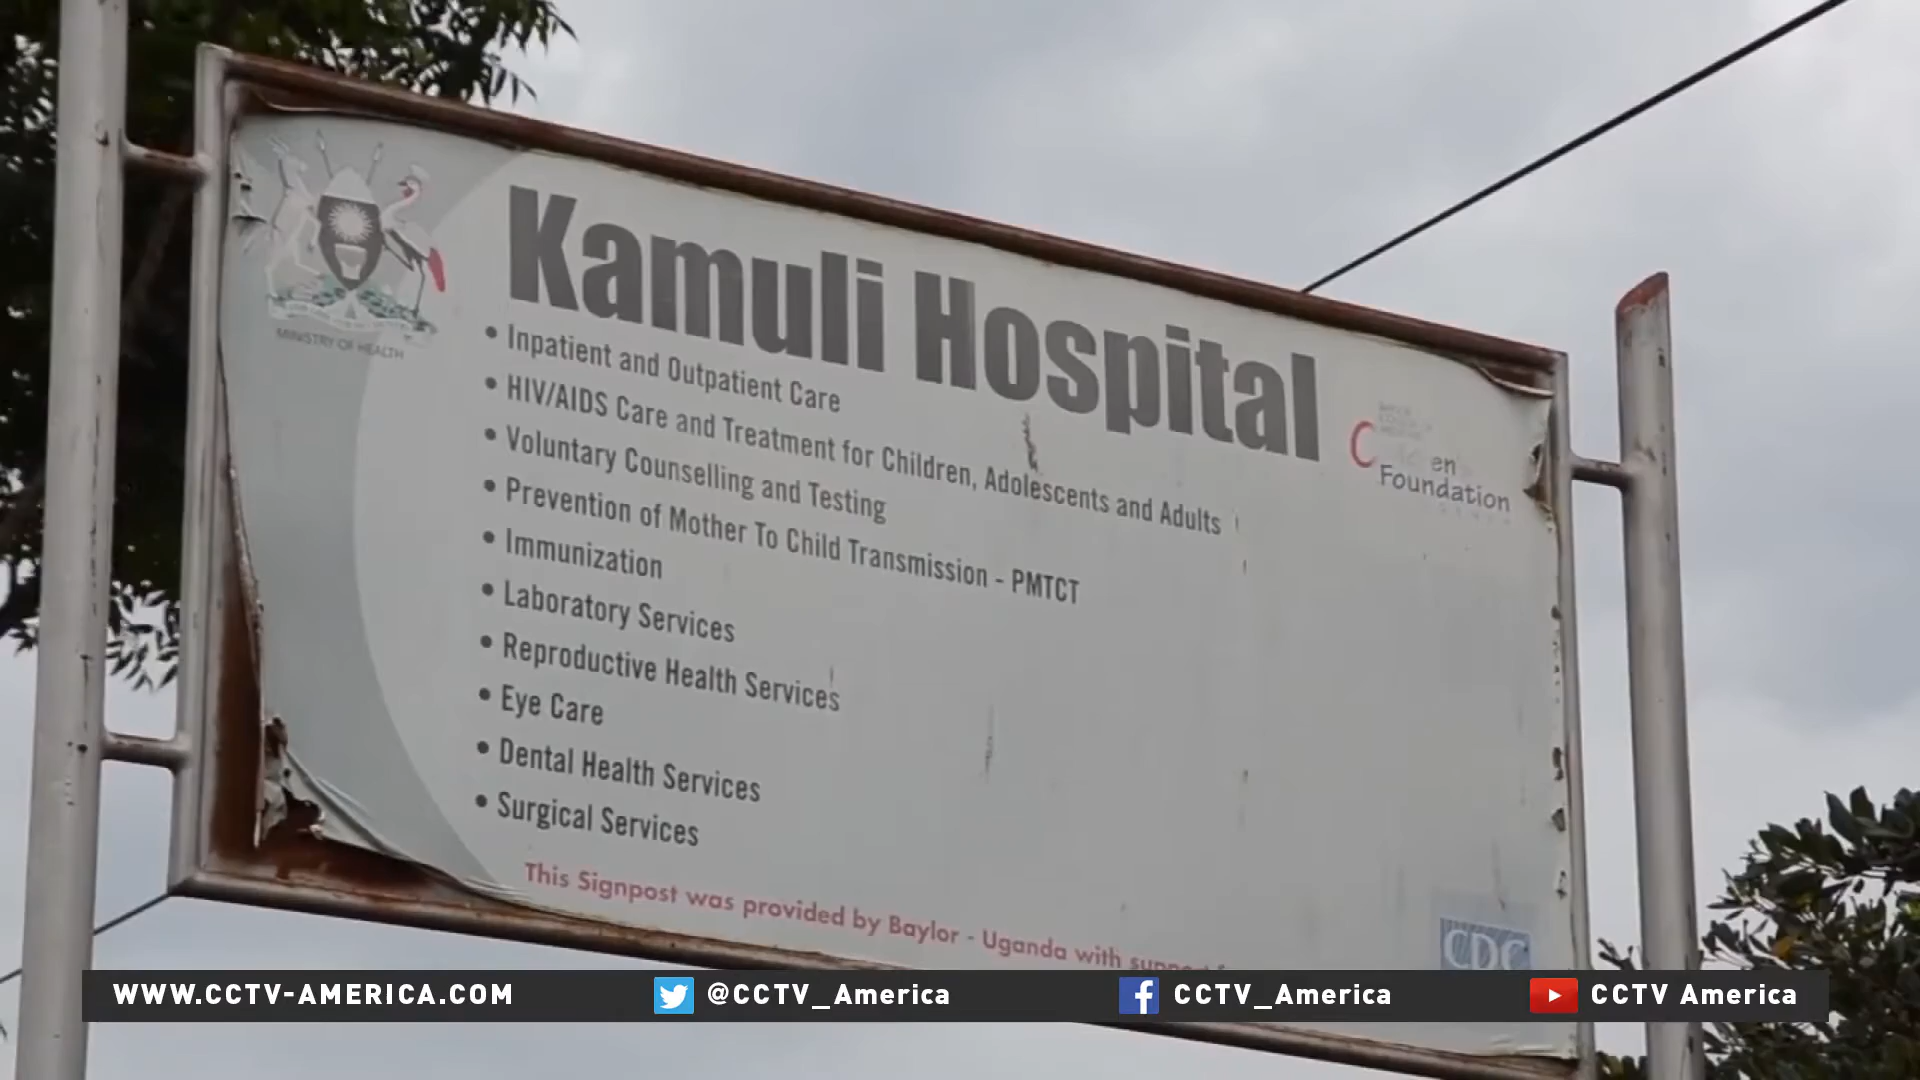 Kamuli Hospital
MINISTRY OF HEALTH
• Inpatient and Outpatient Care
• HIV/AIDS Care and Treatment for Children, Adolescents and Adults
• Voluntary Counselling and Testing
• Prevention of Mother To Child Transmission - PMTCT
• Immunization
• Laboratory Services
• Reproductive Health Services
• Eye Care
• Dental Health Services
• Surgical Services
Foundation
This Signpost was provided by Baylor - Uganda with support
CDC
WWW.CCTV-AMERICA.COM
@CCTV_America
CCTV_America
CCTV America